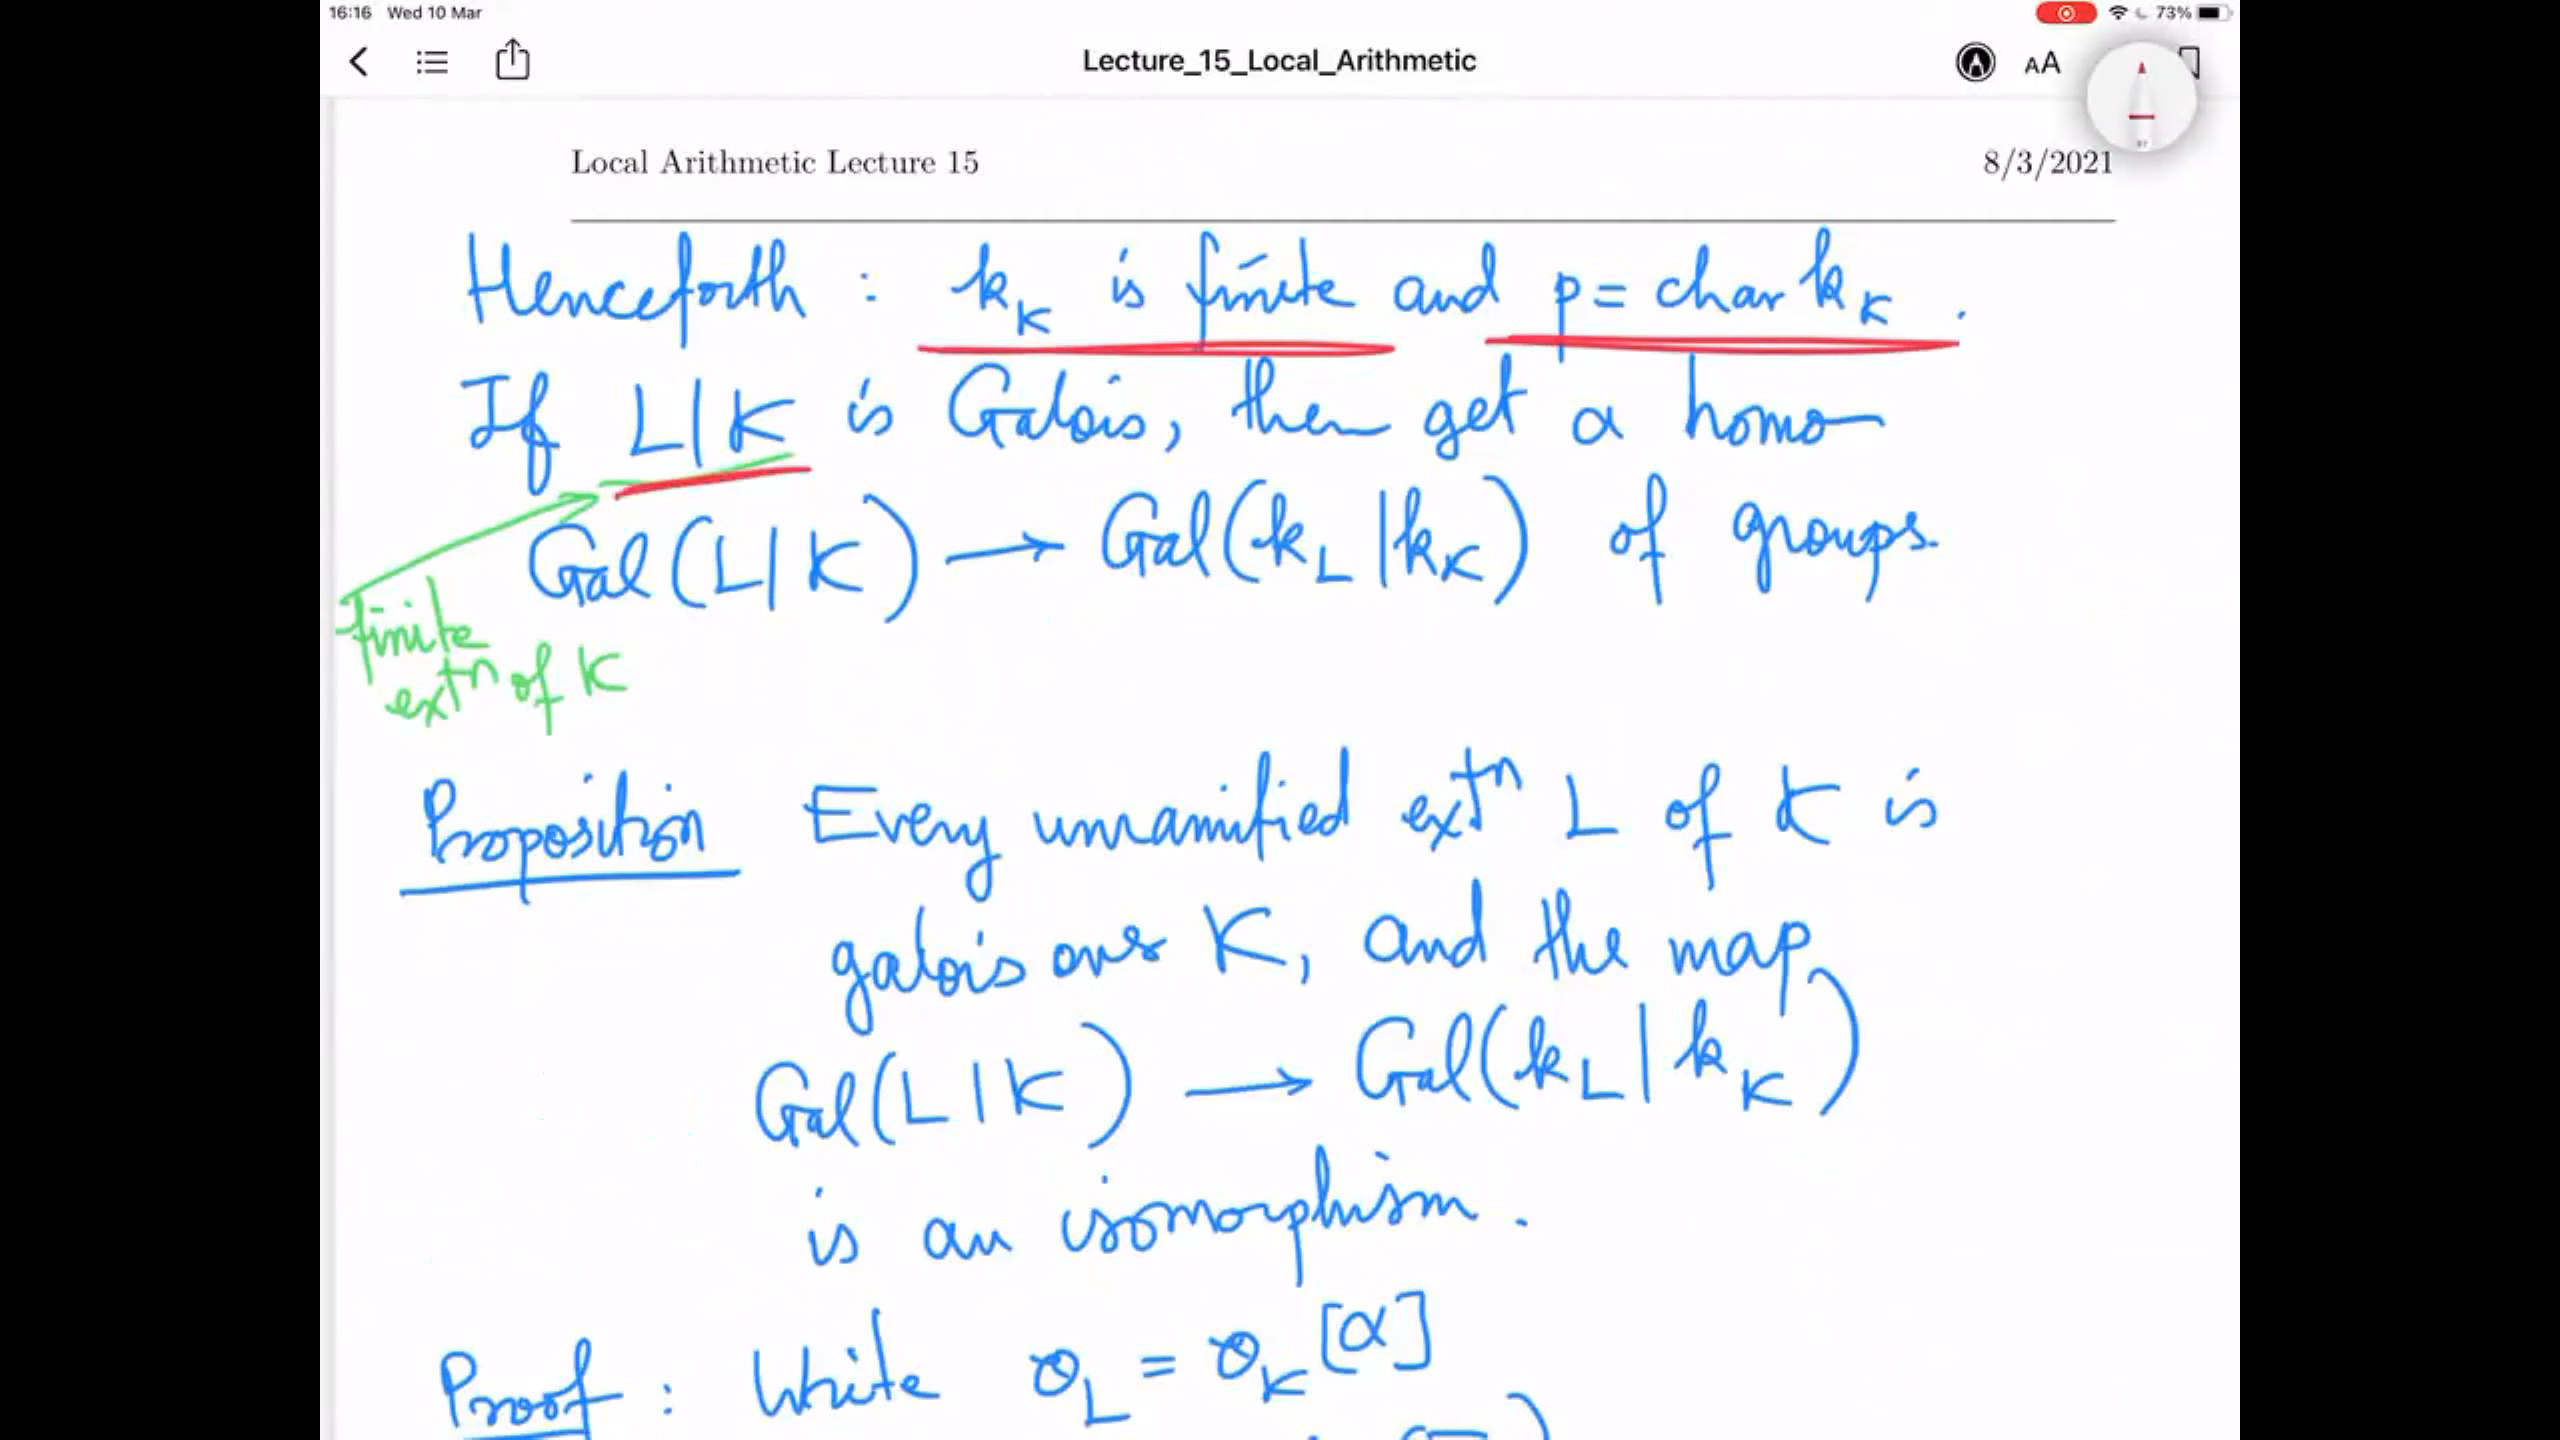 16:16 Wed 10 Mar
73%
Lecture_15_Local_Arithmetic
AA
Local Arithmetic Lecture 15
8/3/2021
Henceforth : k_K is finite and p = char k_K .
If L|K is Galois, then get a homo
Gal(L|K) → Gal(k_L|k_K) of groups.
finite
extⁿ of K
Proposition Every unramified extⁿ L of K is
galois over K, and the map
Gal(L|K) → Gal(k_L|k_K)
is an isomorphism.
Proof : Write 𝒪_L = 𝒪_K[α]